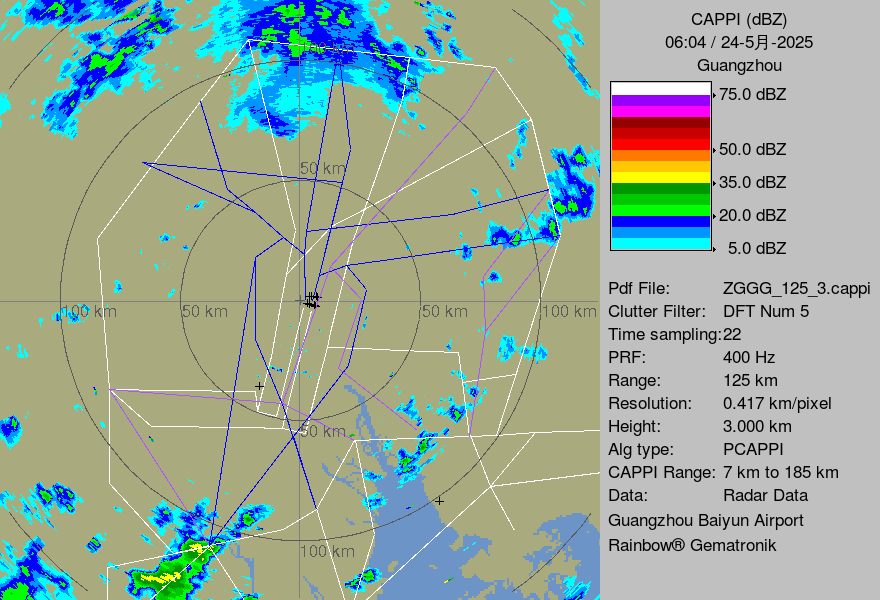 CAPPI (dBZ)
06:04 / 24-5月-2025
Guangzhou
75.0 dBZ
50.0 dBZ
35.0 dBZ
20.0 dBZ
5.0 dBZ
Pdf File: ZGGG_125_3.cappi
Clutter Filter: DFT Num 5
Time sampling:22
PRF: 400 Hz
Range: 125 km
Resolution: 0.417 km/pixel
Height: 3.000 km
Alg type: PCAPPI
CAPPI Range: 7 km to 185 km
Data: Radar Data
Guangzhou Baiyun Airport
Rainbow® Gematronik
100 km
50 km
100 km
50 km
50 km
100 km
50 km
100 km